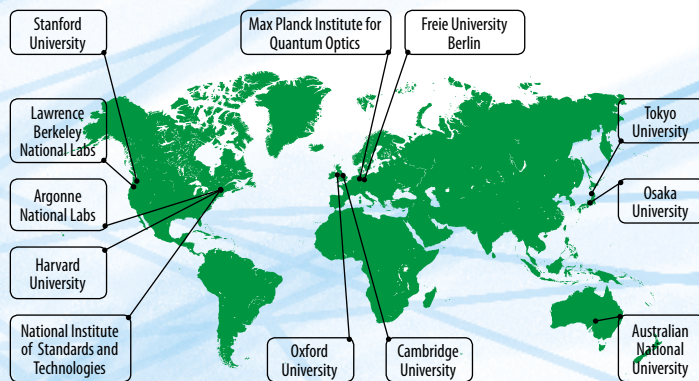 Stanford
University
Max Planck Institute for
Quantum Optics
Freie University
Berlin
Lawrence
Berkeley
National Labs
Tokyo
University
Argonne
National Labs
Osaka
University
Harvard
University
National Institute
of Standards and
Technologies
Oxford
University
Cambridge
University
Australian
National
University